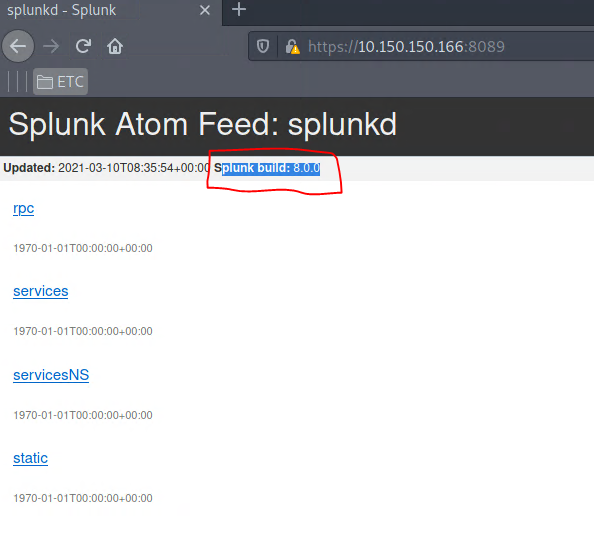 splunkd - Splunk
https://10.150.150.166:8089
ETC
Splunk Atom Feed: splunkd
Updated: 2021-03-10T08:35:54+00:00 Splunk build: 8.0.0
rpc
1970-01-01T00:00:00+00:00
services
1970-01-01T00:00:00+00:00
servicesNS
1970-01-01T00:00:00+00:00
static
1970-01-01T00:00:00+00:00